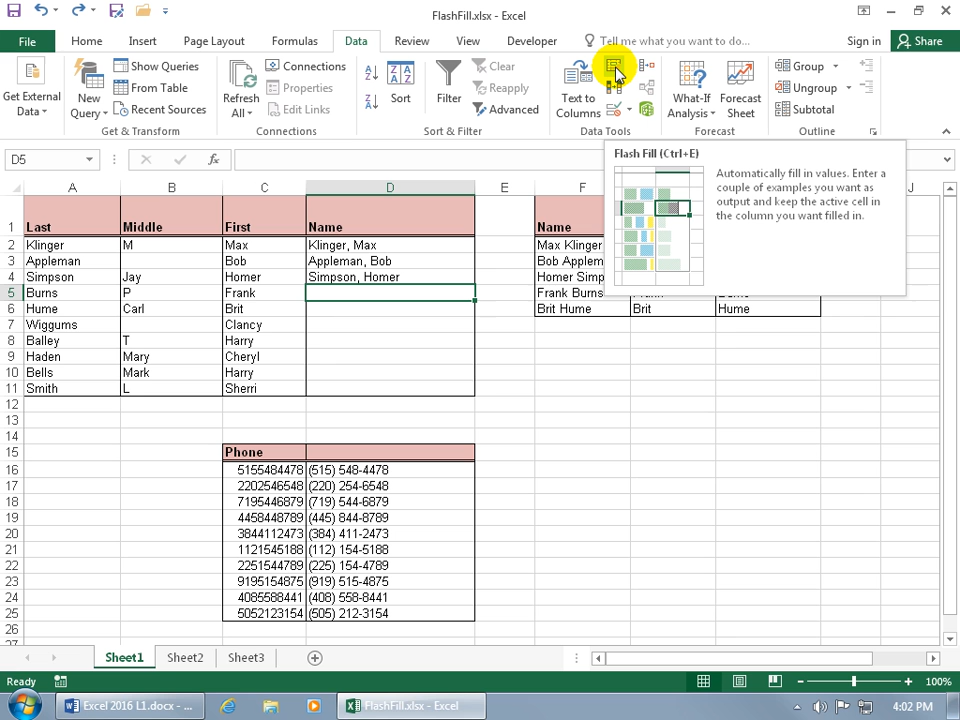 FlashFill.xlsx - Excel
File Home Insert Page Layout Formulas Data Review View Developer Tell me what you want to do... Sign in Share
Get External Data
New Query
Show Queries
From Table
Recent Sources
Get & Transform
Refresh All
Connections
Properties
Edit Links
Connections
Sort
Filter
Clear
Reapply
Advanced
Sort & Filter
Text to Columns
Data Tools
What-If Analysis
Forecast Sheet
Forecast
Group
Ungroup
Subtotal
Outline
D5 fx
Flash Fill (Ctrl+E)
Automatically fill in values. Enter a
couple of examples you want as
output and keep the active cell in
the column you want filled in.
A B C D E F J
1 Last Middle First Name Name
2 Klinger M Max Klinger, Max Max Klinger
3 Appleman Bob Appleman, Bob Bob Applem
4 Simpson Jay Homer Simpson, Homer Homer Simp
5 Burns P Frank Frank Burns
6 Hume Carl Brit Brit Hume Brit Hume
7 Wiggums Clancy
8 Balley T Harry
9 Haden Mary Cheryl
10 Bells Mark Harry
11 Smith L Sherri
12
13
14
15 Phone
16 5155484478 (515) 548-4478
17 2202546548 (220) 254-6548
18 7195446879 (719) 544-6879
19 4458448789 (445) 844-8789
20 3844112473 (384) 411-2473
21 1121545188 (112) 154-5188
22 2251544789 (225) 154-4789
23 9195154875 (919) 515-4875
24 4085588441 (408) 558-8441
25 5052123154 (505) 212-3154
26
27
Sheet1 Sheet2 Sheet3
Ready 100%
Excel 2016 L1.docx - ... FlashFill.xlsx - Excel 4:02 PM